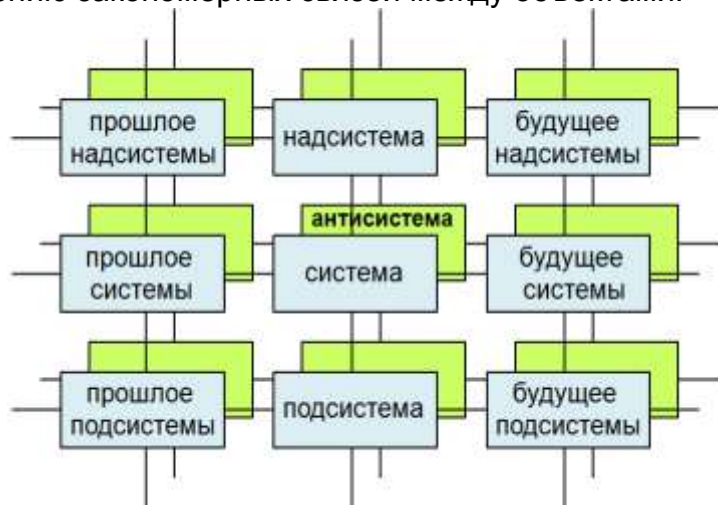 закономерных связей между объектами.
прошлое
надсистемы
надсистема
будущее
надсистемы
антисистема
прошлое
системы
система
будущее
системы
прошлое
подсистемы
подсистема
будущее
подсистемы